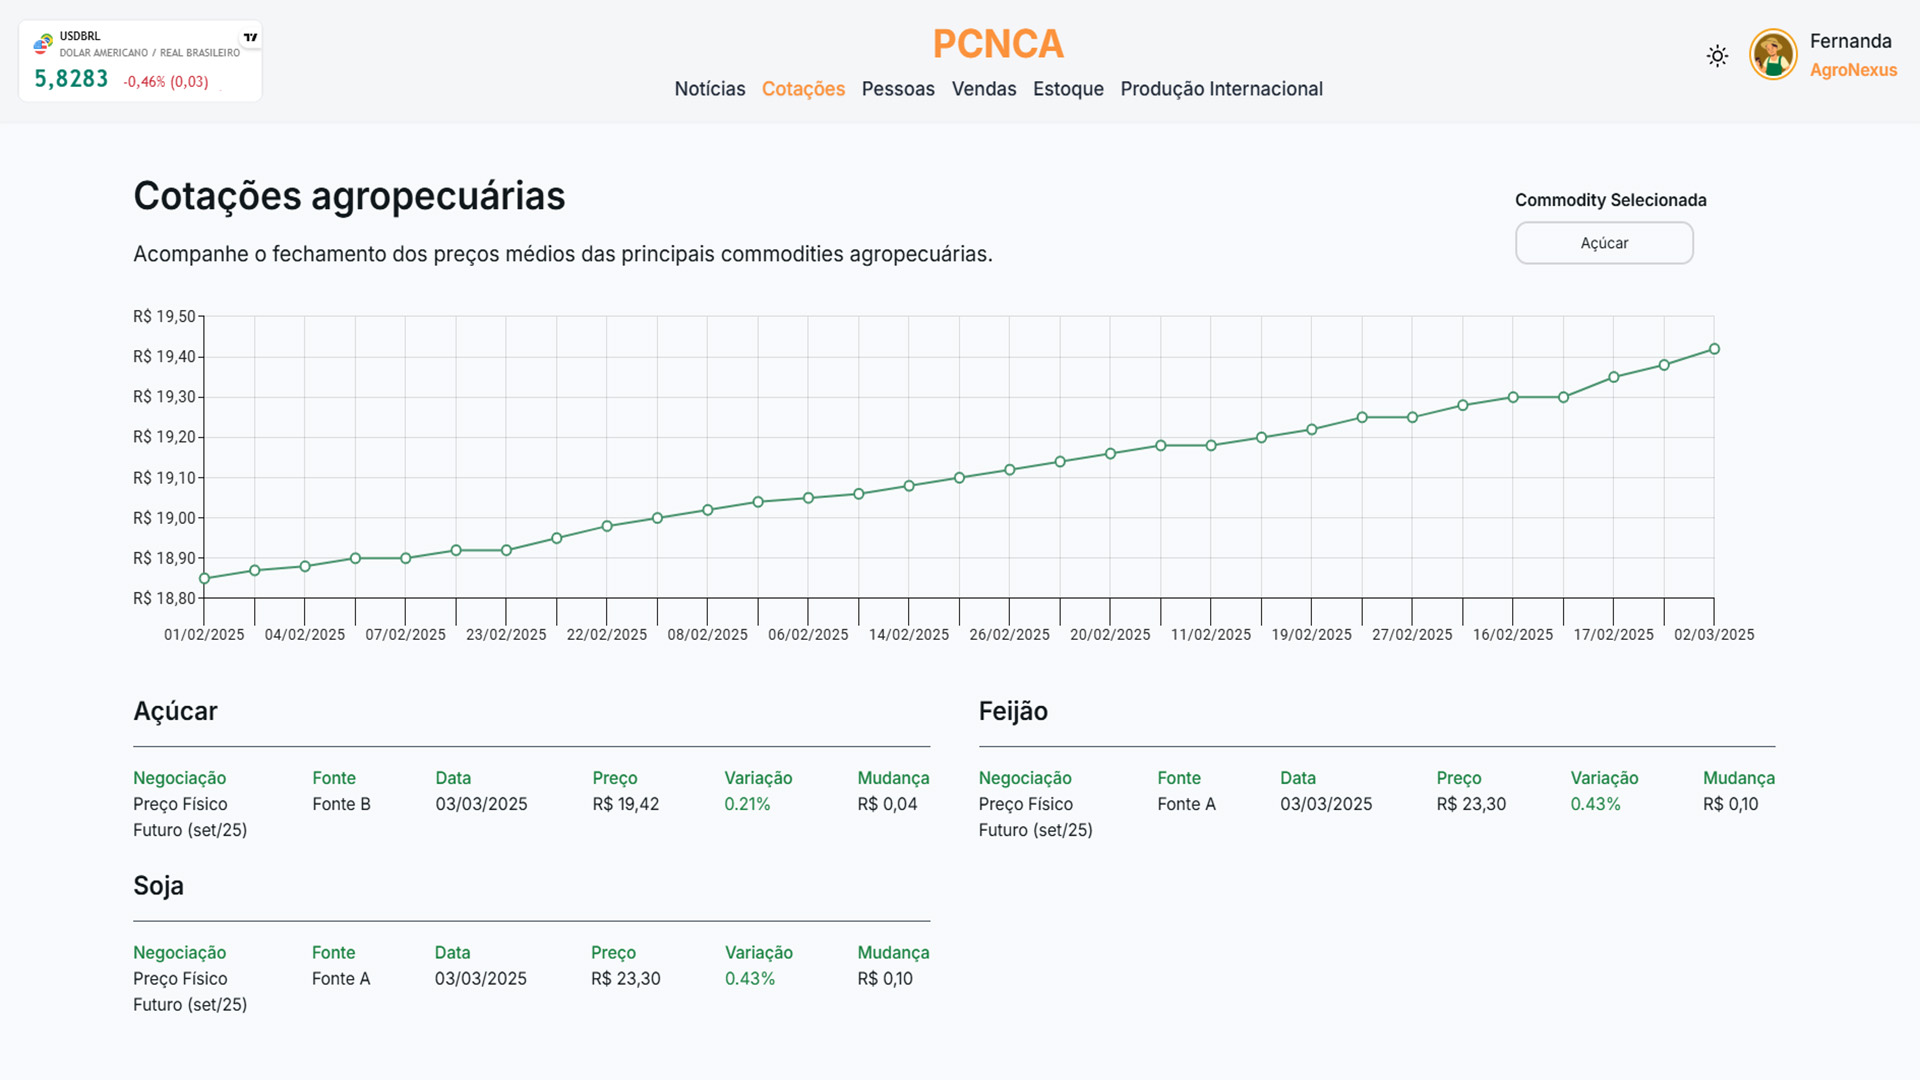 USDBRL
DOLAR AMERICANO / REAL BRASILEIRO
5,8283 -0,46% (0,03)
PCNCA
Notícias Cotações Pessoas Vendas Estoque Produção Internacional
Fernanda
AgroNexus
Cotações agropecuárias
Acompanhe o fechamento dos preços médios das principais commodities agropecuárias.
Commodity Selecionada
Açúcar
R$ 19,50
R$ 19,40
R$ 19,30
R$ 19,20
R$ 19,10
R$ 19,00
R$ 18,90
R$ 18,80
01/02/2025 04/02/2025 07/02/2025 23/02/2025 22/02/2025 08/02/2025 06/02/2025 14/02/2025 26/02/2025 20/02/2025 11/02/2025 19/02/2025 27/02/2025 16/02/2025 17/02/2025 02/03/2025
Açúcar
Negociação Fonte Data Preço Variação Mudança
Preço Físico Fonte B 03/03/2025 R$ 19,42 0.21% R$ 0,04
Futuro (set/25)
Feijão
Negociação Fonte Data Preço Variação Mudança
Preço Físico Fonte A 03/03/2025 R$ 23,30 0.43% R$ 0,10
Futuro (set/25)
Soja
Negociação Fonte Data Preço Variação Mudança
Preço Físico Fonte A 03/03/2025 R$ 23,30 0.43% R$ 0,10
Futuro (set/25)